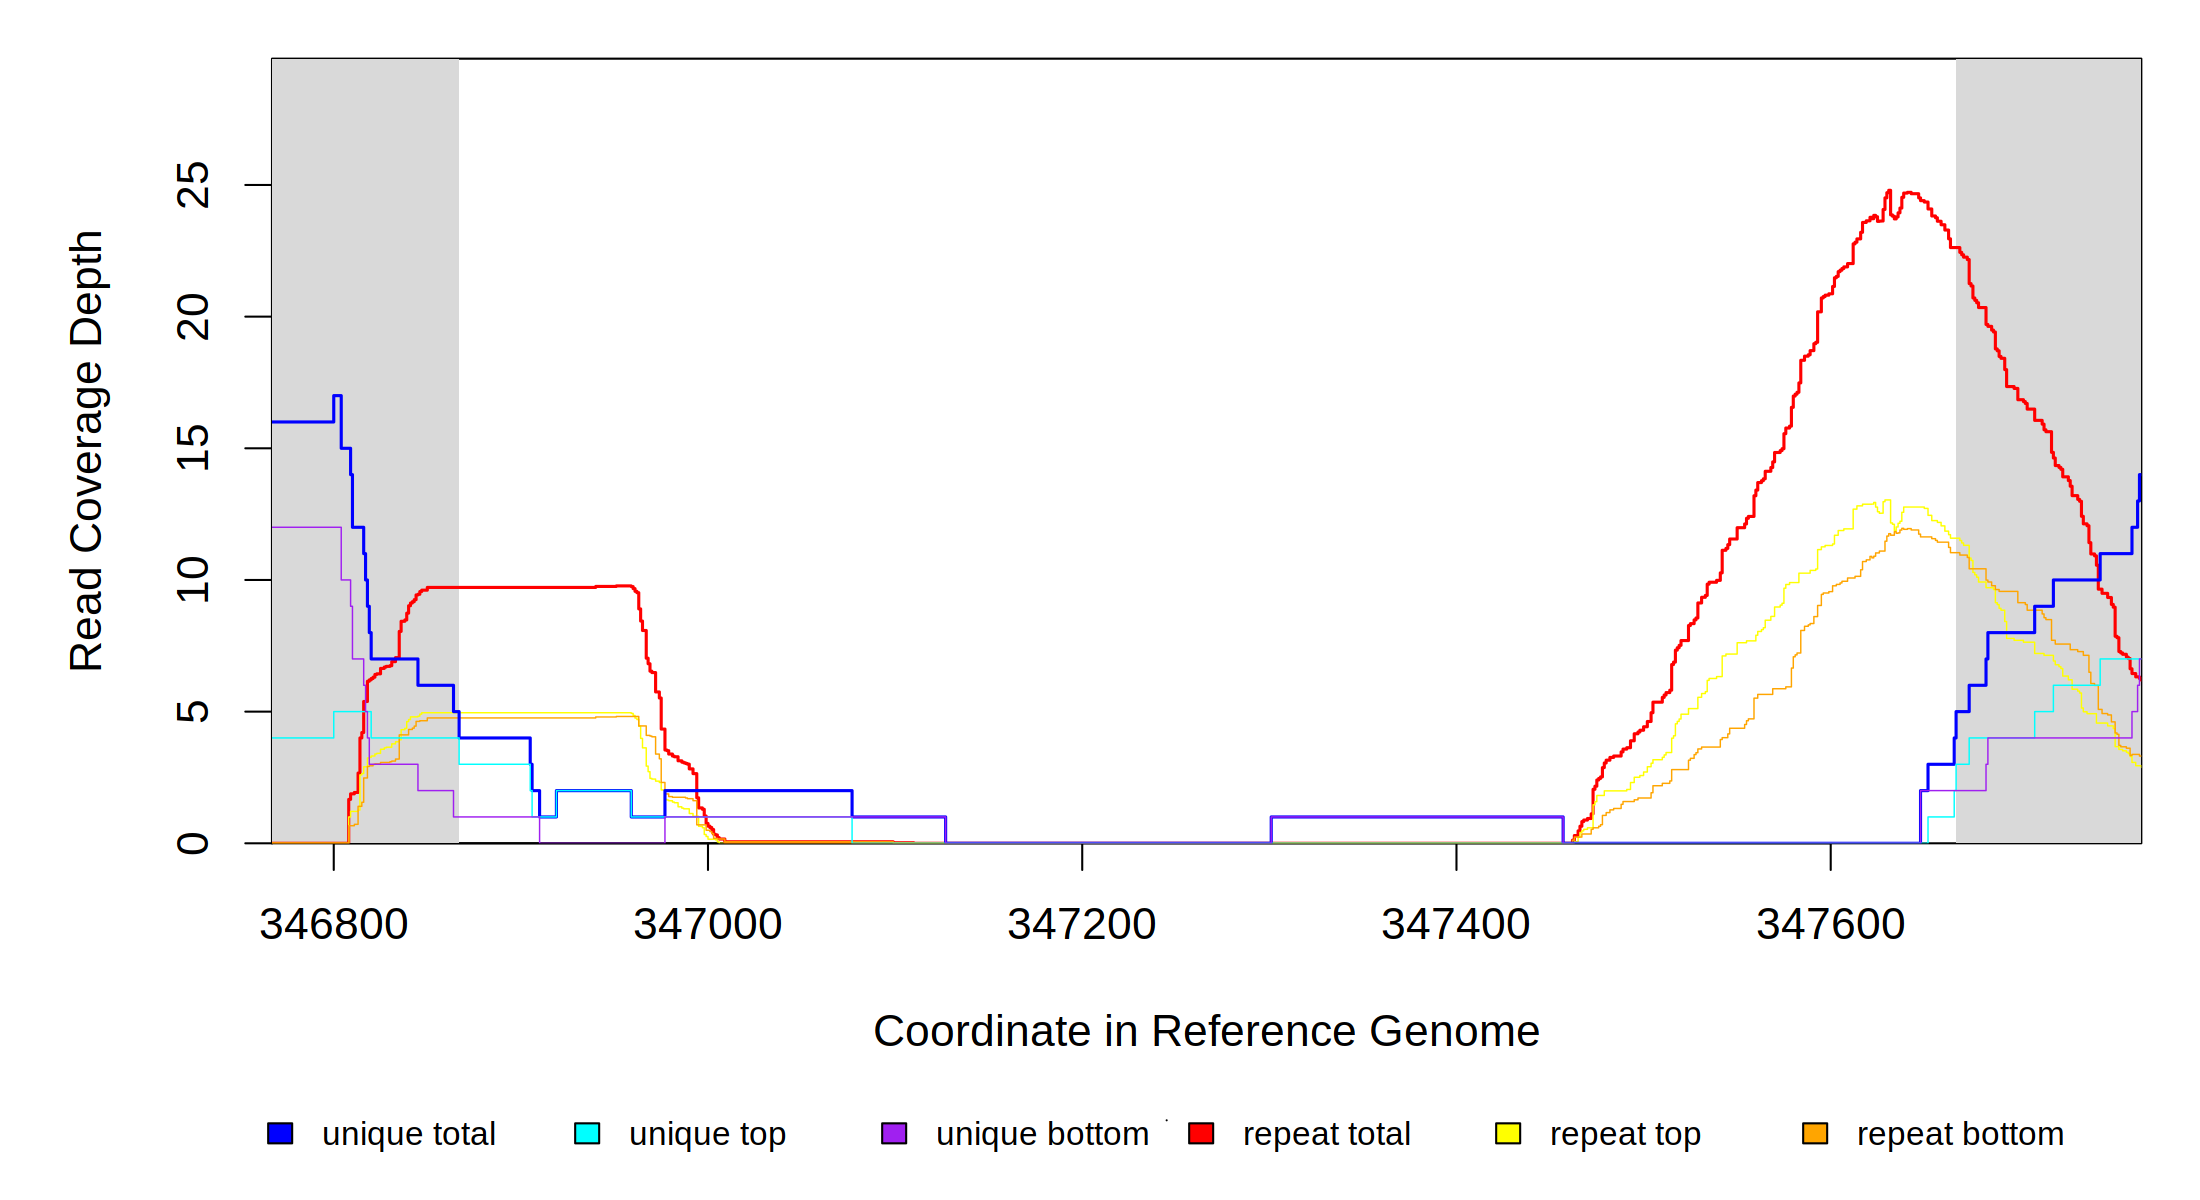 Read Coverage Depth
25
20
15
10
5
0
346800 347000 347200 347400 347600
Coordinate in Reference Genome
unique total unique top unique bottom repeat total repeat top repeat bottom